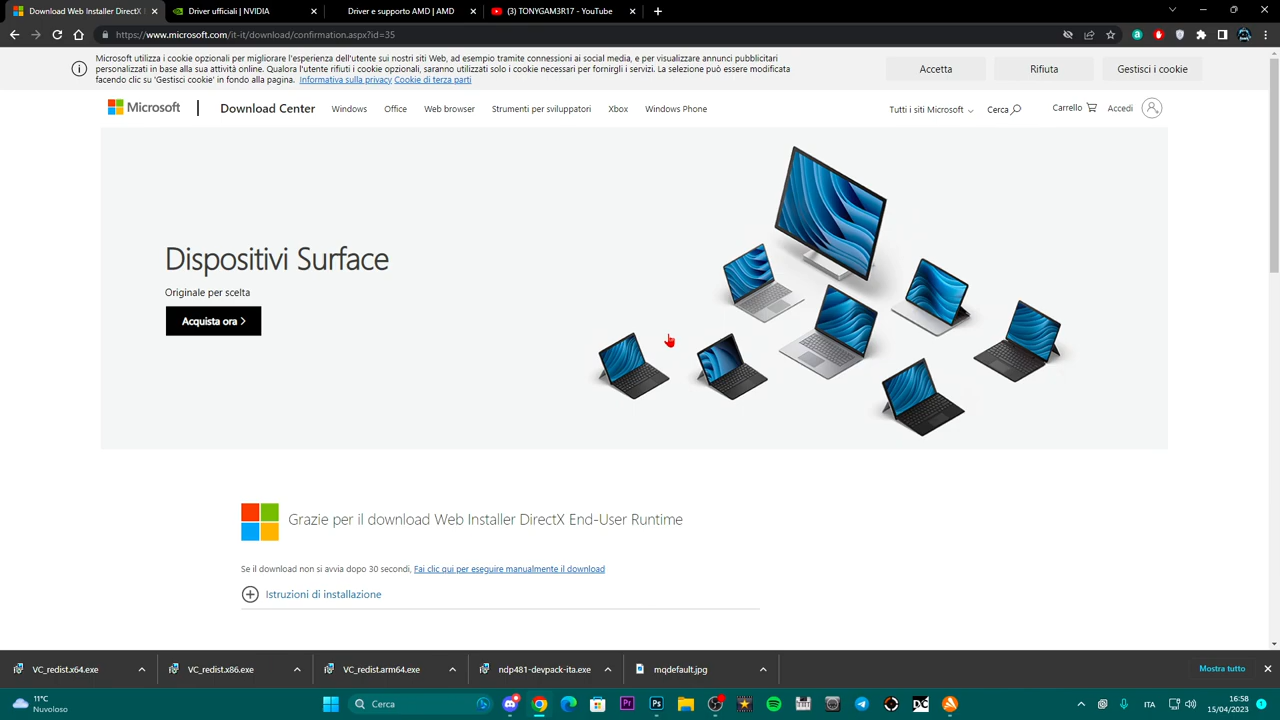 Download Web Installer DirectX
Driver ufficiali | NVIDIA
Driver e supporto AMD | AMD
(3) TONYGAM3R17 - YouTube
https://www.microsoft.com/it-it/download/confirmation.aspx?id=35
Microsoft utilizza i cookie opzionali per migliorare l'esperienza dell'utente sui nostri siti Web, ad esempio tramite connessioni ai social media, e per visualizzare annunci pubblicitari
personalizzati in base alla sua attività online. Qualora l'utente rifiuti i cookie opzionali, saranno utilizzati solo i cookie necessari per fornirgli i servizi. La selezione può essere modificata
facendo clic su 'Gestisci cookie' in fondo alla pagina. Informativa sulla privacy Cookie di terze parti
Accetta
Rifiuta
Gestisci i cookie
Microsoft
Download Center
Windows
Office
Web browser
Strumenti per sviluppatori
Xbox
Windows Phone
Tutti i siti Microsoft
Cerca
Carrello
Accedi
Dispositivi Surface
Originale per scelta
Acquista ora
Grazie per il download Web Installer DirectX End-User Runtime
Se il download non si avvia dopo 30 secondi, Fai clic qui per eseguire manualmente il download
Istruzioni di installazione
VC_redist.x64.exe
VC_redist.x86.exe
VC_redist.arm64.exe
ndp481-devpack-ita.exe
mqdefault.jpg
Mostra tutto
11°C
Nuvoloso
Cerca
ITA
16:58
15/04/2023